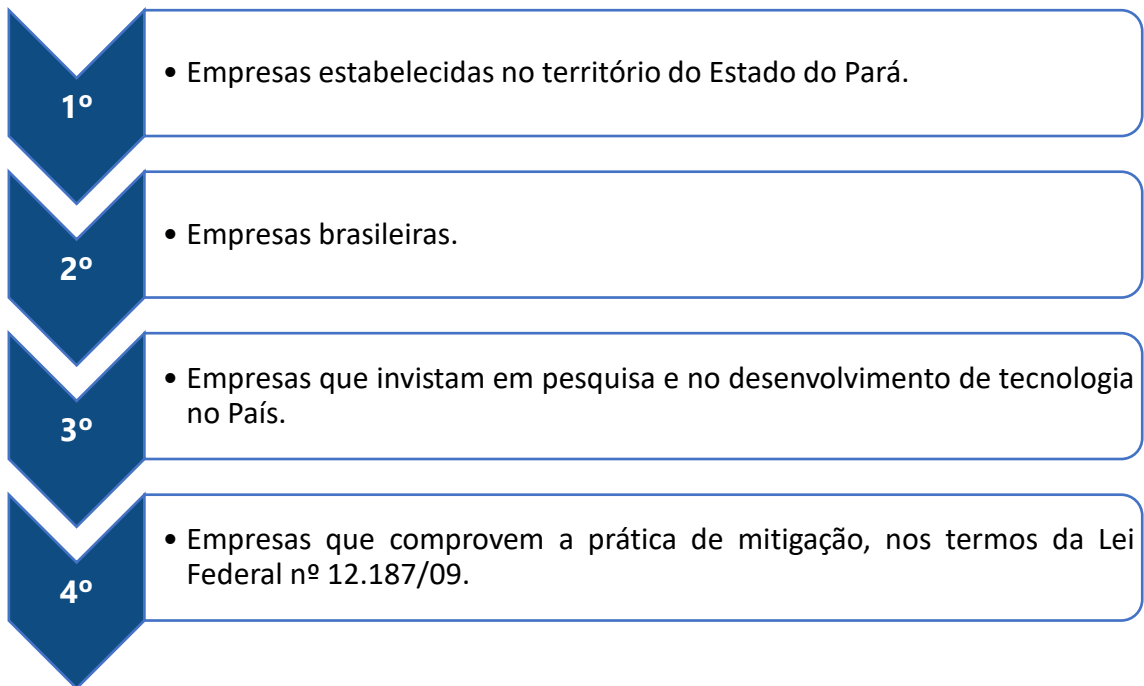 1º
• Empresas estabelecidas no território do Estado do Pará.
2º
• Empresas brasileiras.
3º
• Empresas que invistam em pesquisa e no desenvolvimento de tecnologia
no País.
4º
• Empresas que comprovem a prática de mitigação, nos termos da Lei
Federal nº 12.187/09.